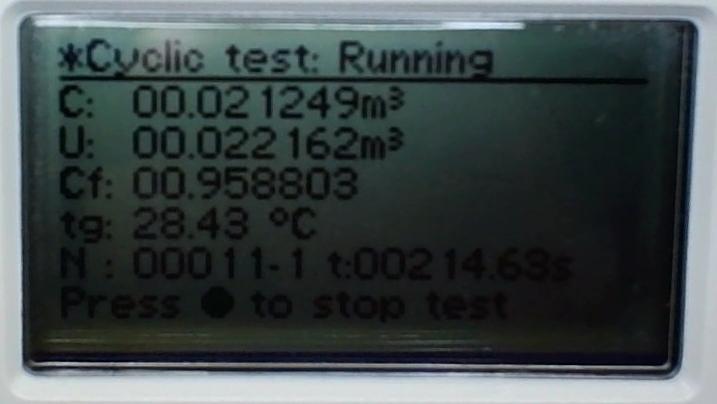 *Cyclic test: Running
C: 00.021249m³
U: 00.022162m³
Cf: 00.958803
tg: 28.43 °C
N : 00011-1 t:00214.68s
Press ● to stop test